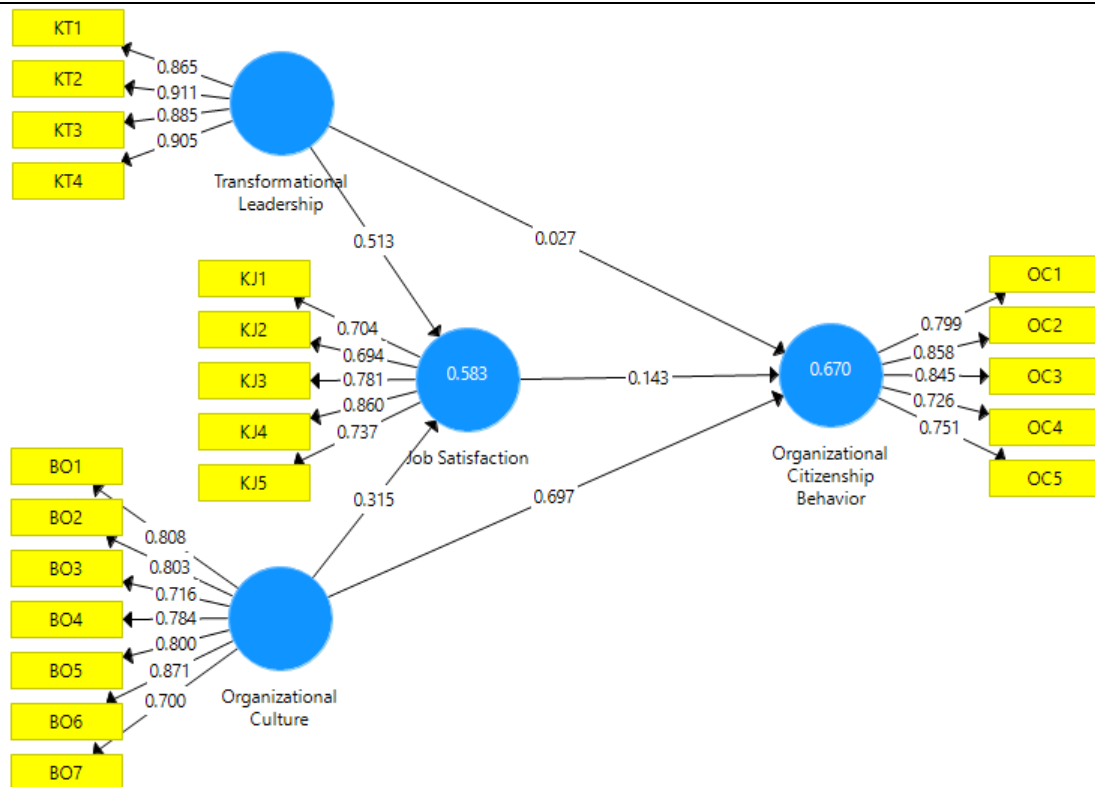 KT1
KT2
KT3
KT4
0.865
0.911
0.885
0.905
Transformational
Leadership
0.513
0.027
KJ1
KJ2
KJ3
KJ4
KJ5
0.704
0.694
0.781
0.860
0.737
0.583
Job Satisfaction
0.143
0.315
0.697
0.670
Organizational
Citizenship
Behavior
0.799
0.858
0.845
0.726
0.751
OC1
OC2
OC3
OC4
OC5
BO1
BO2
BO3
BO4
BO5
BO6
BO7
0.808
0.803
0.716
0.784
0.800
0.871
0.700
Organizational
Culture